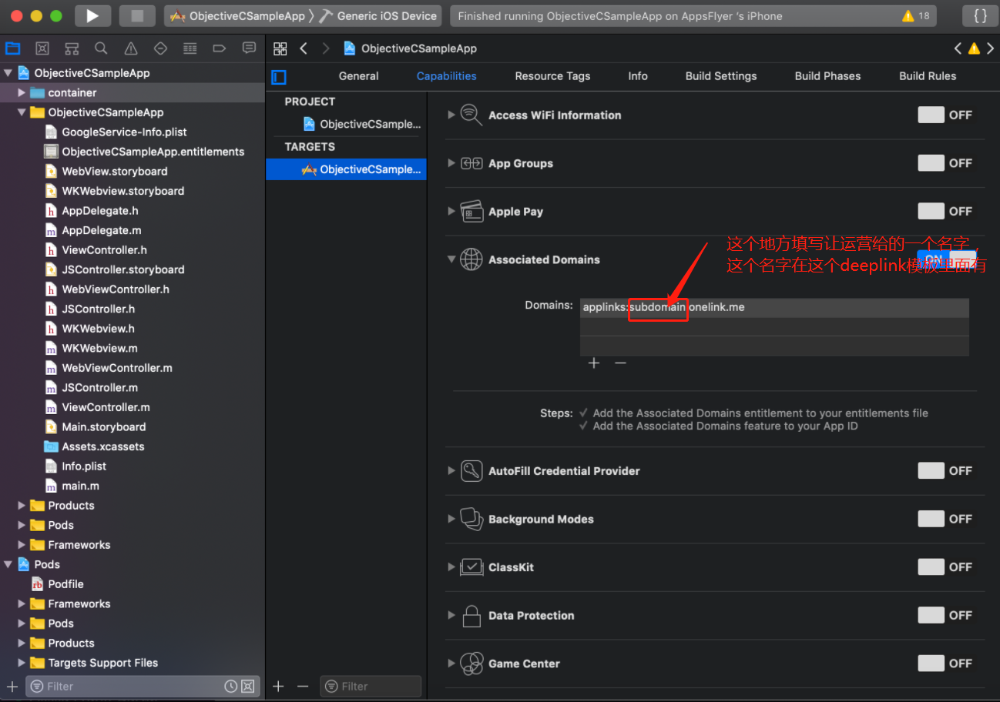 ObjectiveCSampleApp
Generic iOS Device
Finished running ObjectiveCSampleApp on AppsFlyer 's iPhone
18
{}
ObjectiveCSampleApp
ObjectiveCSampleApp
container
ObjectiveCSampleApp
GoogleService-Info.plist
ObjectiveCSampleApp.entitlements
WebView.storyboard
WKWebview.storyboard
AppDelegate.h
AppDelegate.m
ViewController.h
JSController.storyboard
WebViewController.h
JSController.h
WKWebview.h
WKWebview.m
WebViewController.m
JSController.m
ViewController.m
Main.storyboard
Assets.xcassets
Info.plist
main.m
Products
Pods
Frameworks
Pods
Podfile
Frameworks
Pods
Products
Targets Support Files
Filter
General
Capabilities
Resource Tags
Info
Build Settings
Build Phases
Build Rules
PROJECT
ObjectiveCSample...
TARGETS
ObjectiveCSample...
Filter
Access WiFi Information
OFF
App Groups
OFF
Apple Pay
OFF
这个地方填写让运营给的一个名字，
这个名字在这个deeplink模板里面有
Associated Domains
ON
Domains:
applinks:subdomain.onelink.me
Steps:
✓ Add the Associated Domains entitlement to your entitlements file
✓ Add the Associated Domains feature to your App ID
AutoFill Credential Provider
OFF
Background Modes
OFF
ClassKit
OFF
Data Protection
OFF
Game Center
OFF